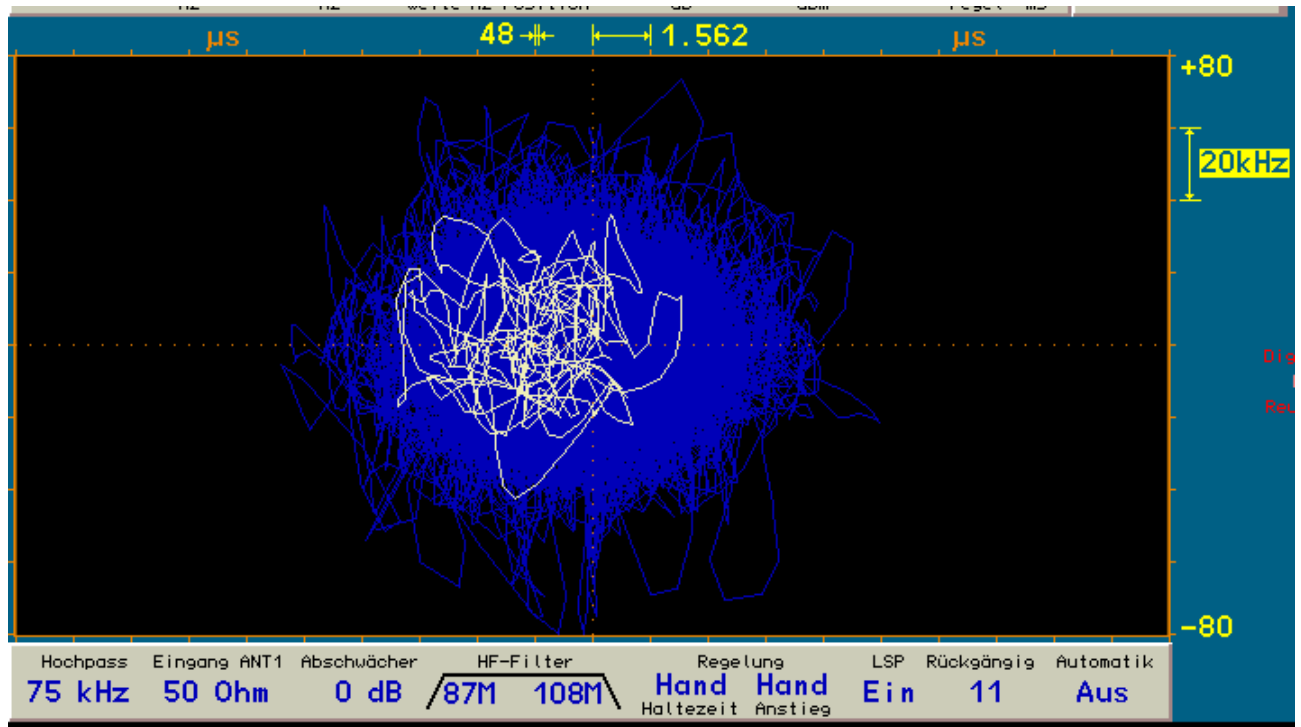 µs 48 1.562 µs
+80
20kHz
-80
Hochpass Eingang ANT1 Abschwächer HF-Filter Regelung LSP Rückgängig Automatik
75 kHz 50 Ohm 0 dB 87M 108M Hand Hand Ein 11 Aus
Haltezeit Anstieg